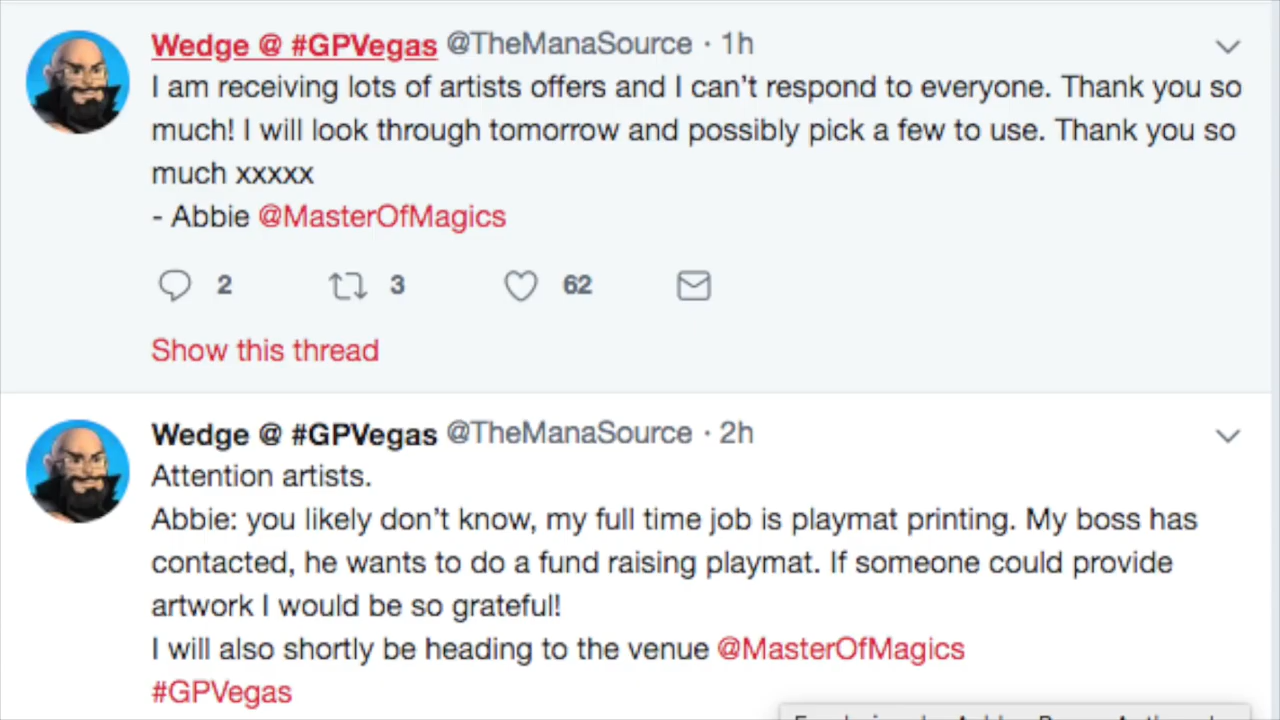 Wedge @ #GPVegas @TheManaSource · 1h
I am receiving lots of artists offers and I can't respond to everyone. Thank you so
much! I will look through tomorrow and possibly pick a few to use. Thank you so
much xxxxx
- Abbie @MasterOfMagics
2 3 62
Show this thread
Wedge @ #GPVegas @TheManaSource · 2h
Attention artists.
Abbie: you likely don't know, my full time job is playmat printing. My boss has
contacted, he wants to do a fund raising playmat. If someone could provide
artwork I would be so grateful!
I will also shortly be heading to the venue @MasterOfMagics
#GPVegas